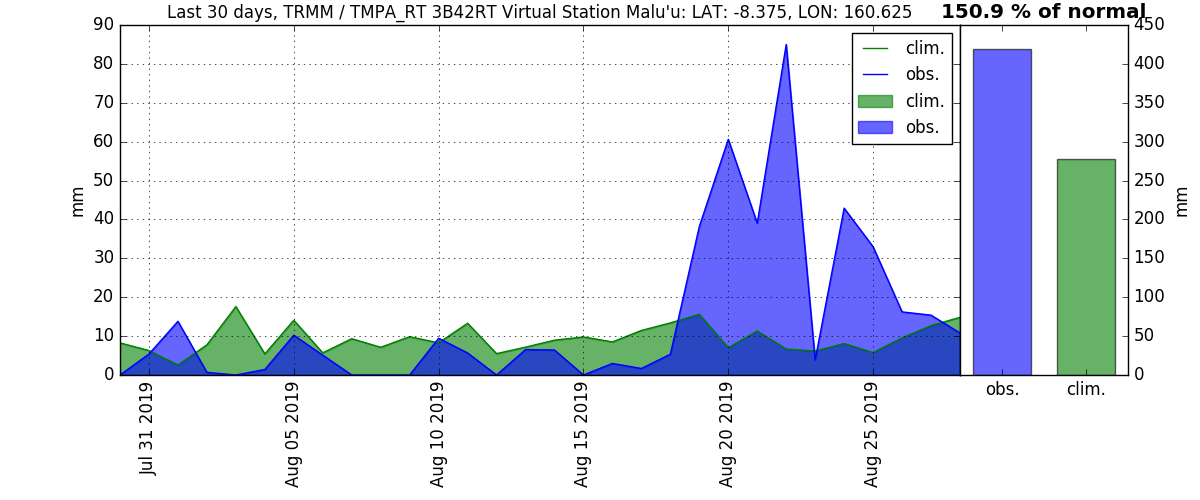 Last 30 days, TRMM / TMPA_RT 3B42RT Virtual Station Malu'u: LAT: -8.375, LON: 160.625
150.9 % of normal
90
80
70
60
50
40
30
20
10
0
mm
clim.
obs.
clim.
obs.
Jul 31 2019
Aug 05 2019
Aug 10 2019
Aug 15 2019
Aug 20 2019
Aug 25 2019
450
400
350
300
250
200
150
100
50
0
mm
obs.
clim.